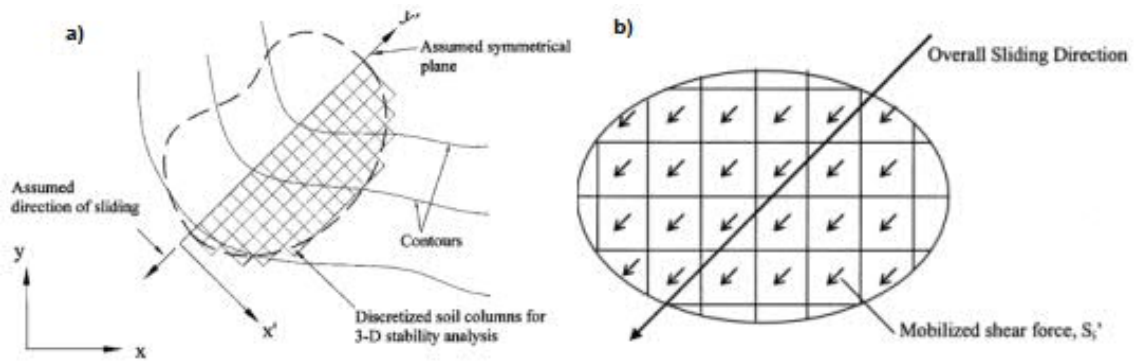 a)
Assumed symmetrical
plane
Assumed
direction of sliding
Contours
y
x
x'
Discretized soil columns for
3-D stability analysis
b)
Overall Sliding Direction
Mobilized shear force, Si'